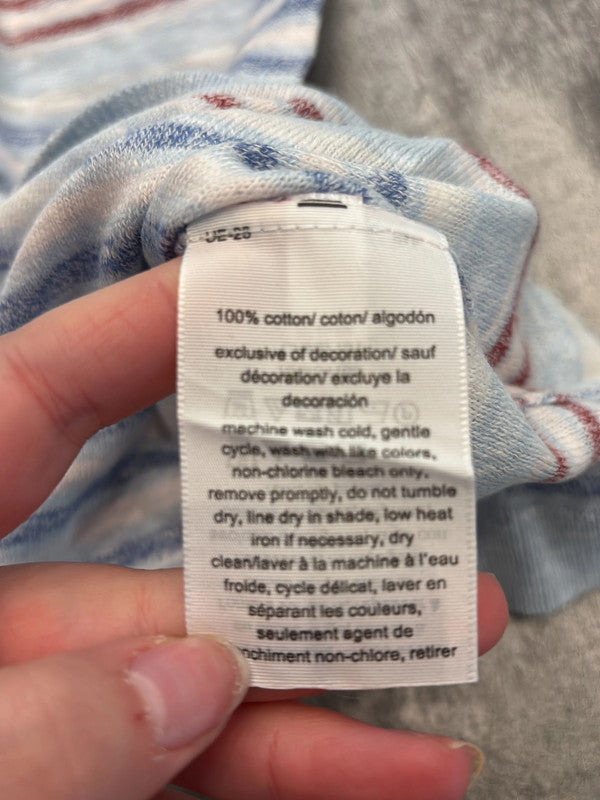 UE-28
100% cotton/ coton/ algodón
exclusive of decoration/ sauf
décoration/ excluye la
decoración
machine wash cold, gentle
cycle, wash with like colors,
non-chlorine bleach only,
remove promptly, do not tumble
dry, line dry in shade, low heat
iron if necessary, dry
clean/laver à la machine à l'eau
froide, cycle délicat, laver en
séparant les couleurs,
seulement agent de
nchiment non-chlore, retirer